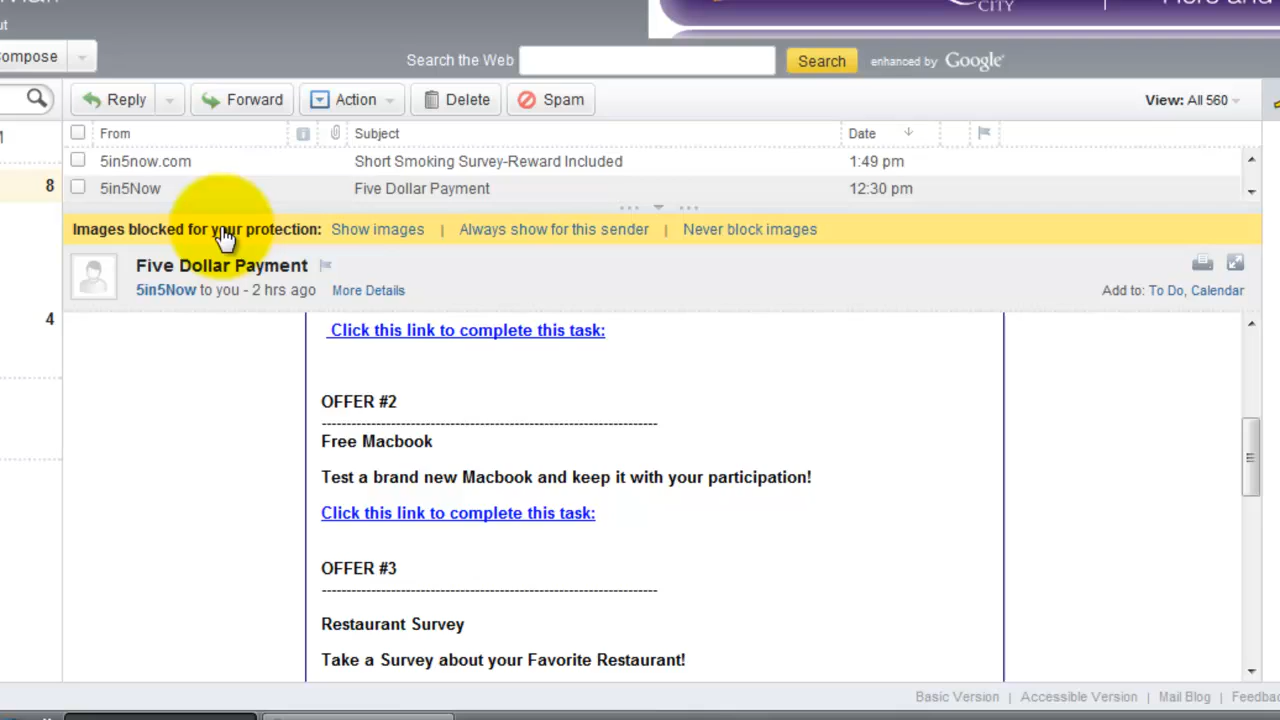 CITY
Compose
Search the Web
Search
enhanced by Google
Reply
Forward
Action
Delete
Spam
View: All 560
From
Subject
Date
5in5now.com
Short Smoking Survey-Reward Included
1:49 pm
8
5in5Now
Five Dollar Payment
12:30 pm
Images blocked for your protection: Show images | Always show for this sender | Never block images
Five Dollar Payment
5in5Now to you - 2 hrs ago More Details
Add to: To Do, Calendar
4
Click this link to complete this task:
OFFER #2
-------------------------------------------------------------------
Free Macbook
Test a brand new Macbook and keep it with your participation!
Click this link to complete this task:
OFFER #3
-------------------------------------------------------------------
Restaurant Survey
Take a Survey about your Favorite Restaurant!
Basic Version | Accessible Version | Mail Blog | Feedba